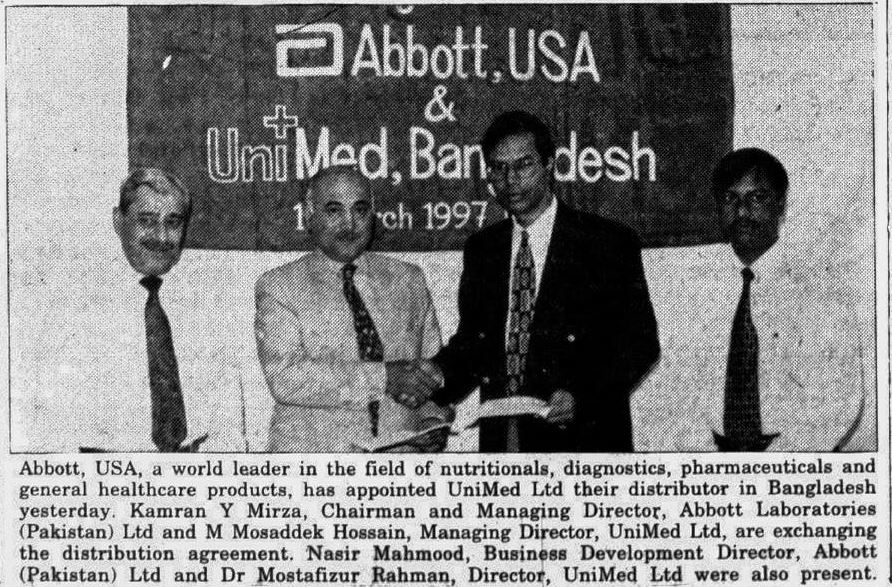 Abbott, USA
&
UniMed, Ban desh
1 rch 1997
Abbott, USA, a world leader in the field of nutritionals, diagnostics, pharmaceuticals and
general healthcare products, has appointed UniMed Ltd their distributor in Bangladesh
yesterday. Kamran Y Mirza, Chairman and Managing Director, Abbott Laboratories
(Pakistan) Ltd and M Mosaddek Hossain, Managing Director, UniMed Ltd, are exchanging
the distribution agreement. Nasir Mahmood, Business Development Director, Abbott
(Pakistan) Ltd and Dr Mostafizur Rahman, Director, UniMed Ltd were also present.